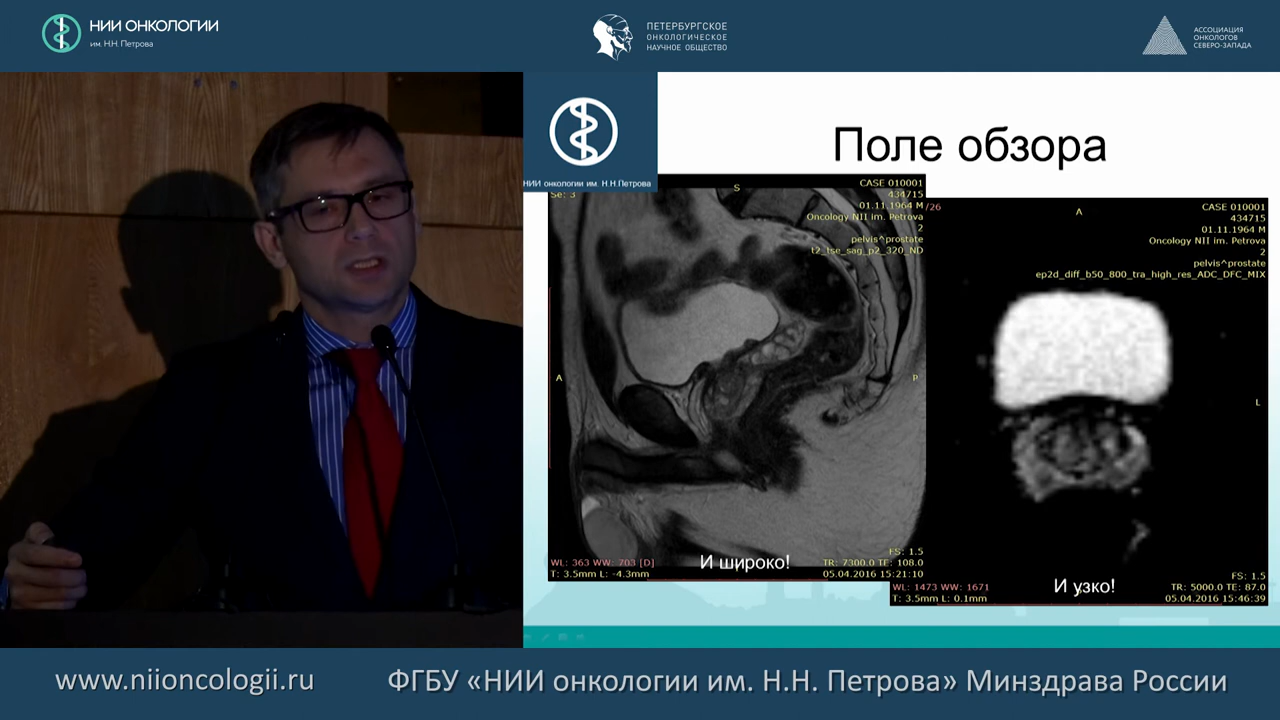 НИИ ОНКОЛОГИИ
им. Н.Н. Петрова
ПЕТЕРБУРГСКОЕ
ОНКОЛОГИЧЕСКОЕ
НАУЧНОЕ ОБЩЕСТВО
АССОЦИАЦИЯ
ОНКОЛОГОВ
СЕВЕРО-ЗАПАДА
НИИ онкологии им. Н.Н.Петрова
Поле обзора
Se: 3
S
CASE 010001
434715
01.11.1964 M
Oncology NII im. Petrova
2
pelvis^prostate
t2_tse_sag_p2_320_ND
A
P
WL: 363 WW: 703 [D]
T: 3.5mm L: -4.3mm
И широко!
FS: 1.5
TR: 7300.0 TE: 108.0
05.04.2016 15:21:10
/26
A
CASE 010001
434715
01.11.1964 M
Oncology NII im. Petrova
2
pelvis^prostate
ep2d_diff_b50_800_tra_high_res_ADC_DFC_MIX
L
WL: 1473 WW: 1671
T: 3.5mm L: 0.1mm
И узко!
FS: 1.5
TR: 5000.0 TE: 87.0
05.04.2016 15:46:39
www.niioncologii.ru
ФГБУ «НИИ онкологии им. Н.Н. Петрова» Минздрава России